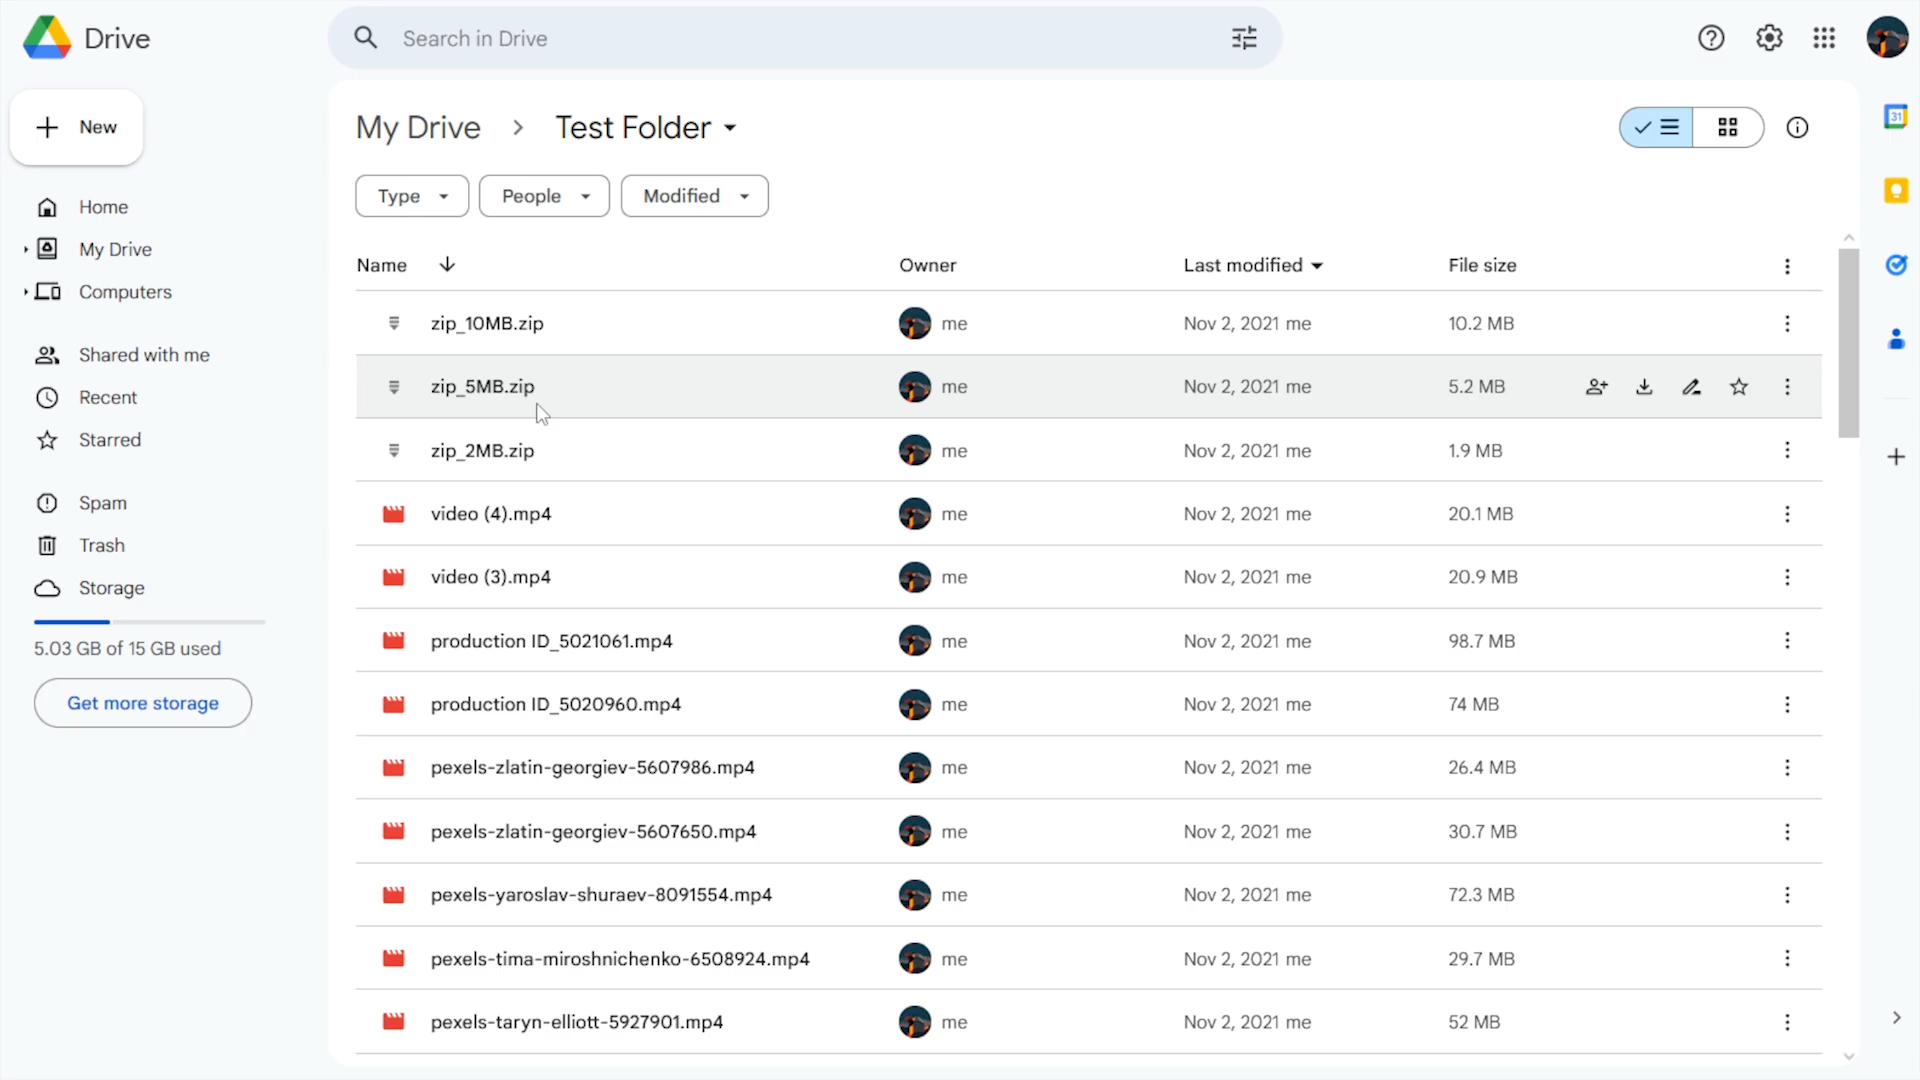 Drive
Search in Drive
New
Home
My Drive
Computers
Shared with me
Recent
Starred
Spam
Trash
Storage
5.03 GB of 15 GB used
Get more storage
My Drive > Test Folder
Type People Modified
Name Owner Last modified File size
zip_10MB.zip me Nov 2, 2021 me 10.2 MB
zip_5MB.zip me Nov 2, 2021 me 5.2 MB
zip_2MB.zip me Nov 2, 2021 me 1.9 MB
video (4).mp4 me Nov 2, 2021 me 20.1 MB
video (3).mp4 me Nov 2, 2021 me 20.9 MB
production ID_5021061.mp4 me Nov 2, 2021 me 98.7 MB
production ID_5020960.mp4 me Nov 2, 2021 me 74 MB
pexels-zlatin-georgiev-5607986.mp4 me Nov 2, 2021 me 26.4 MB
pexels-zlatin-georgiev-5607650.mp4 me Nov 2, 2021 me 30.7 MB
pexels-yaroslav-shuraev-8091554.mp4 me Nov 2, 2021 me 72.3 MB
pexels-tima-miroshnichenko-6508924.mp4 me Nov 2, 2021 me 29.7 MB
pexels-taryn-elliott-5927901.mp4 me Nov 2, 2021 me 52 MB
31